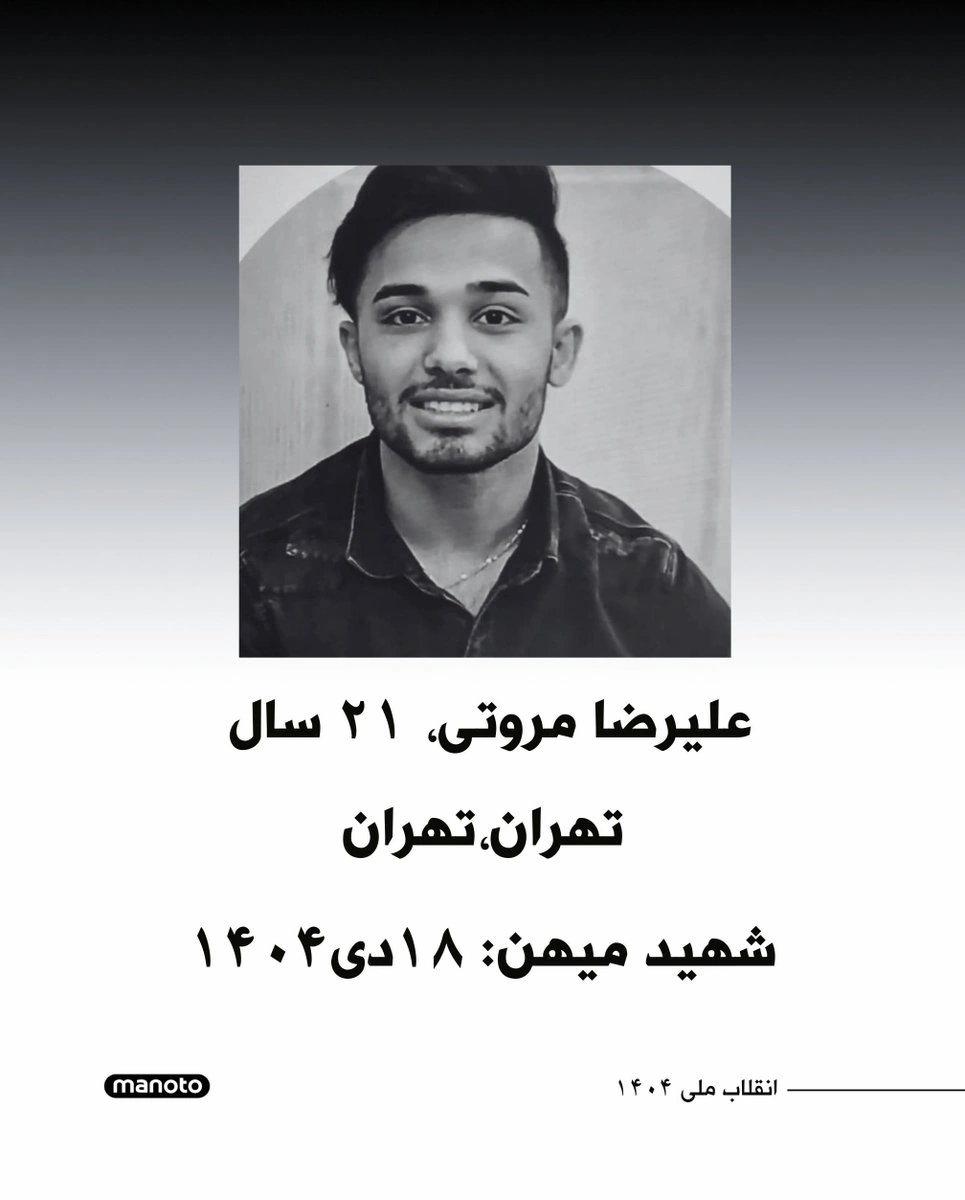 علیرضا مروتی، ۲۱ سال
تهران،تهران
شهید میهن: ۱۸دی۱۴۰۴
انقلاب ملی ۱۴۰۴
manoto